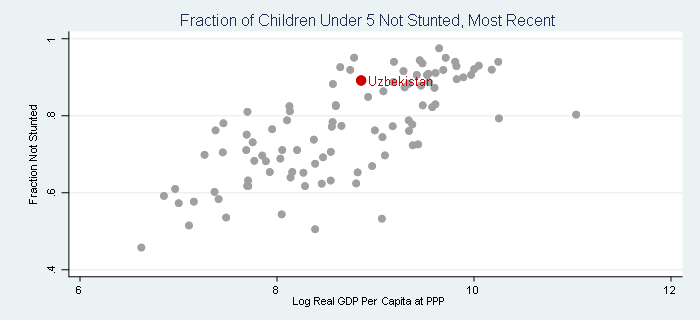 Fraction of Children Under 5 Not Stunted, Most Recent
Fraction Not Stunted
1
.8
.6
.4
Uzbekistan
6
8
10
12
Log Real GDP Per Capita at PPP